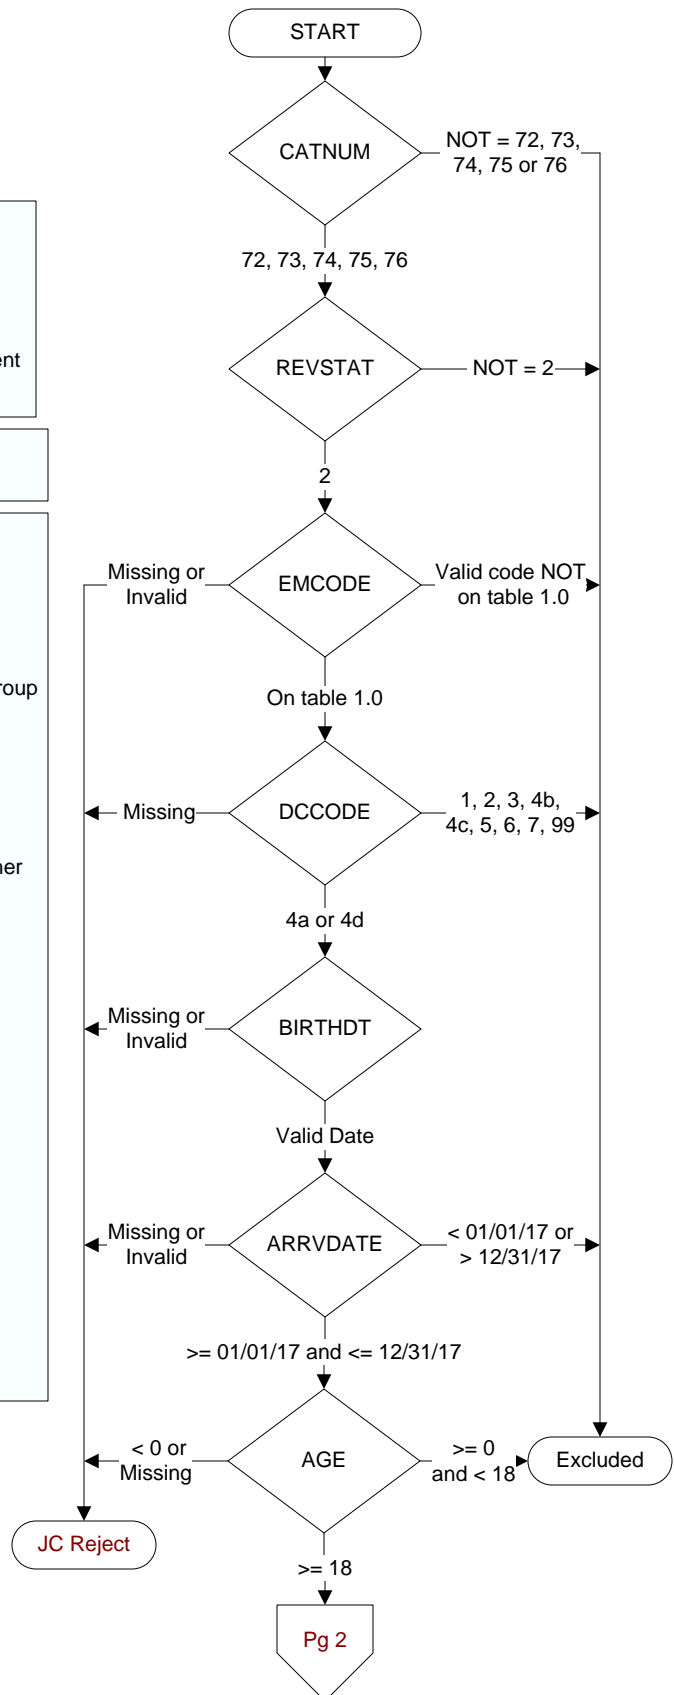 START
CATNUM
NOT = 72, 73,
74, 75 or 76
72, 73, 74, 75, 76
REVSTAT
NOT = 2
2
Missing or
Invalid
EMCODE
Valid code NOT
on table 1.0
On table 1.0
Missing
DCCODE
1, 2, 3, 4b,
4c, 5, 6, 7, 99
4a or 4d
Missing or
Invalid
BIRTHDT
Valid Date
Missing or
Invalid
ARRVDATE
< 01/01/17 or
> 12/31/17
>= 01/01/17 and <= 12/31/17
< 0 or
Missing
AGE
>= 0
and < 18
Excluded
JC Reject
>= 18
Pg 2